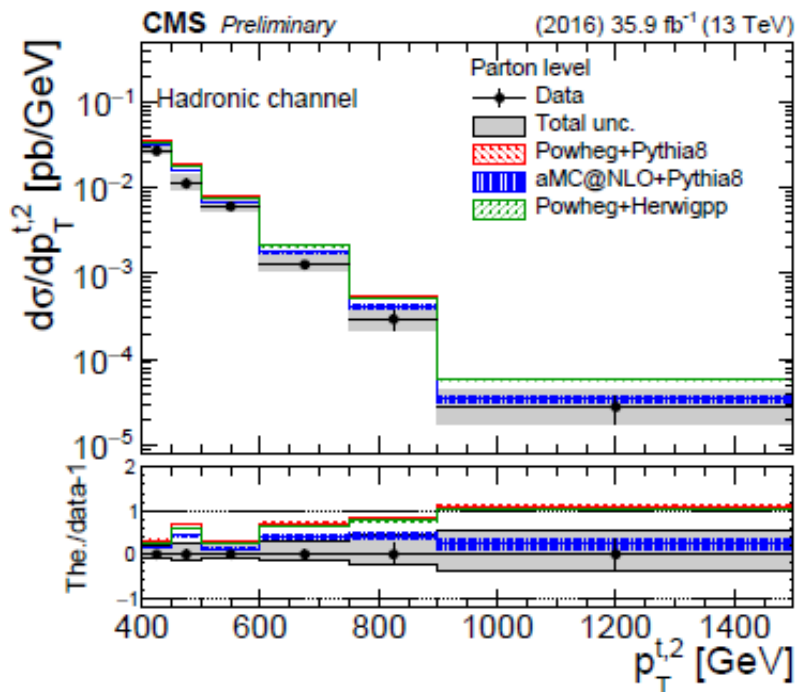 CMS Preliminary (2016) 35.9 fb⁻¹ (13 TeV)
Parton level
Hadronic channel
Data
Total unc.
Powheg+Pythia8
aMC@NLO+Pythia8
Powheg+Herwigpp
dσ/dp_T^{t,2} [pb/GeV]
10⁻¹
10⁻²
10⁻³
10⁻⁴
10⁻⁵
The./data-1
2
1
0
−1
400 600 800 1000 1200 1400
p_T^{t,2} [GeV]